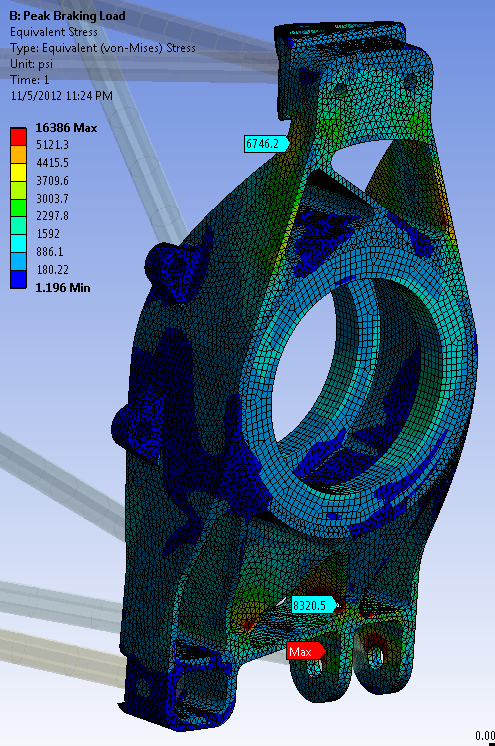 B: Peak Braking Load
Equivalent Stress
Type: Equivalent (von-Mises) Stress
Unit: psi
Time: 1
11/5/2012 11:24 PM
16386 Max
5121.3
4415.5
3709.6
3003.7
2297.8
1592
886.1
180.22
1.196 Min
6746.2
8320.5
Max
0.00